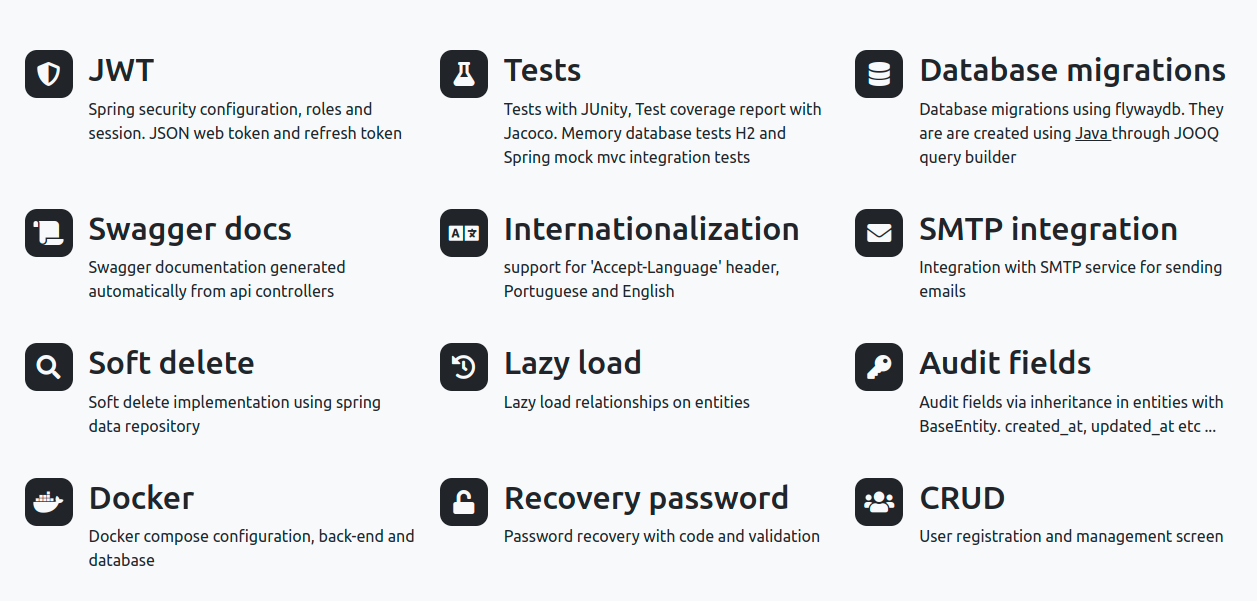 JWT
Spring security configuration, roles and
session. JSON web token and refresh token
Tests
Tests with JUnity, Test coverage report with
Jacoco. Memory database tests H2 and
Spring mock mvc integration tests
Database migrations
Database migrations using flywaydb. They
are are created using Java through JOOQ
query builder
Swagger docs
Swagger documentation generated
automatically from api controllers
A 文
Internationalization
support for 'Accept-Language' header,
Portuguese and English
SMTP integration
Integration with SMTP service for sending
emails
Soft delete
Soft delete implementation using spring
data repository
Lazy load
Lazy load relationships on entities
Audit fields
Audit fields via inheritance in entities with
BaseEntity. created_at, updated_at etc ...
Docker
Docker compose configuration, back-end and
database
Recovery password
Password recovery with code and validation
CRUD
User registration and management screen